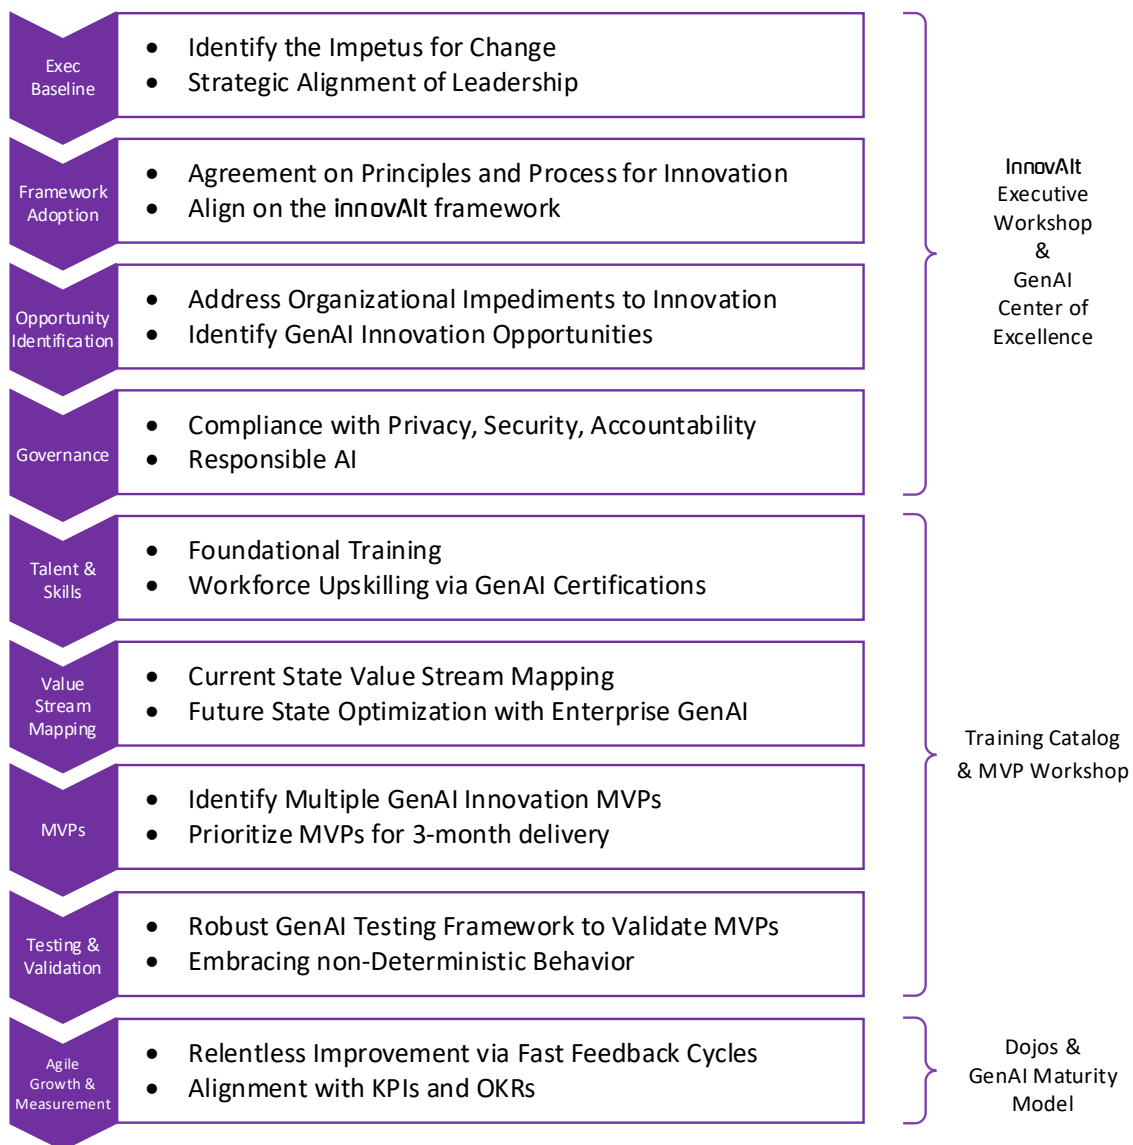 Exec
Baseline
• Identify the Impetus for Change
• Strategic Alignment of Leadership
Framework
Adoption
• Agreement on Principles and Process for Innovation
• Align on the innovAIt framework
Opportunity
Identification
• Address Organizational Impediments to Innovation
• Identify GenAI Innovation Opportunities
Governance
• Compliance with Privacy, Security, Accountability
• Responsible AI
InnovAIt
Executive
Workshop
&
GenAI
Center of
Excellence
Talent &
Skills
• Foundational Training
• Workforce Upskilling via GenAI Certifications
Value
Stream
Mapping
• Current State Value Stream Mapping
• Future State Optimization with Enterprise GenAI
MVPs
• Identify Multiple GenAI Innovation MVPs
• Prioritize MVPs for 3-month delivery
Testing &
Validation
• Robust GenAI Testing Framework to Validate MVPs
• Embracing non-Deterministic Behavior
Training Catalog
& MVP Workshop
Agile
Growth &
Measurement
• Relentless Improvement via Fast Feedback Cycles
• Alignment with KPIs and OKRs
Dojos &
GenAI Maturity
Model